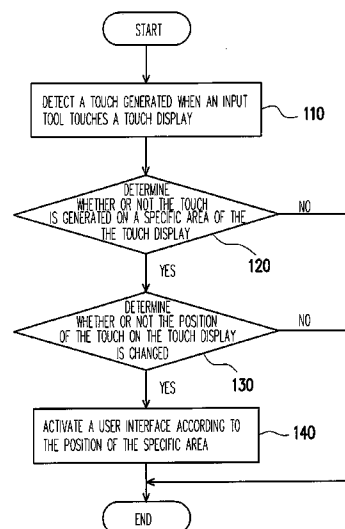 START
DETECT A TOUCH GENERATED WHEN AN INPUT
TOOL TOUCHES A TOUCH DISPLAY
110
DETERMINE
WHETHER OR NOT THE TOUCH
IS GENERATED ON A SPECIFIC AREA OF THE
THE TOUCH DISPLAY
NO
120
YES
DETERMINE
WHETHER OR NOT THE POSITION
OF THE TOUCH ON THE TOUCH DISPLAY
IS CHANGED
NO
130
YES
ACTIVATE A USER INTERFACE ACCORDING TO
THE POSITION OF THE SPECIFIC AREA
140
END